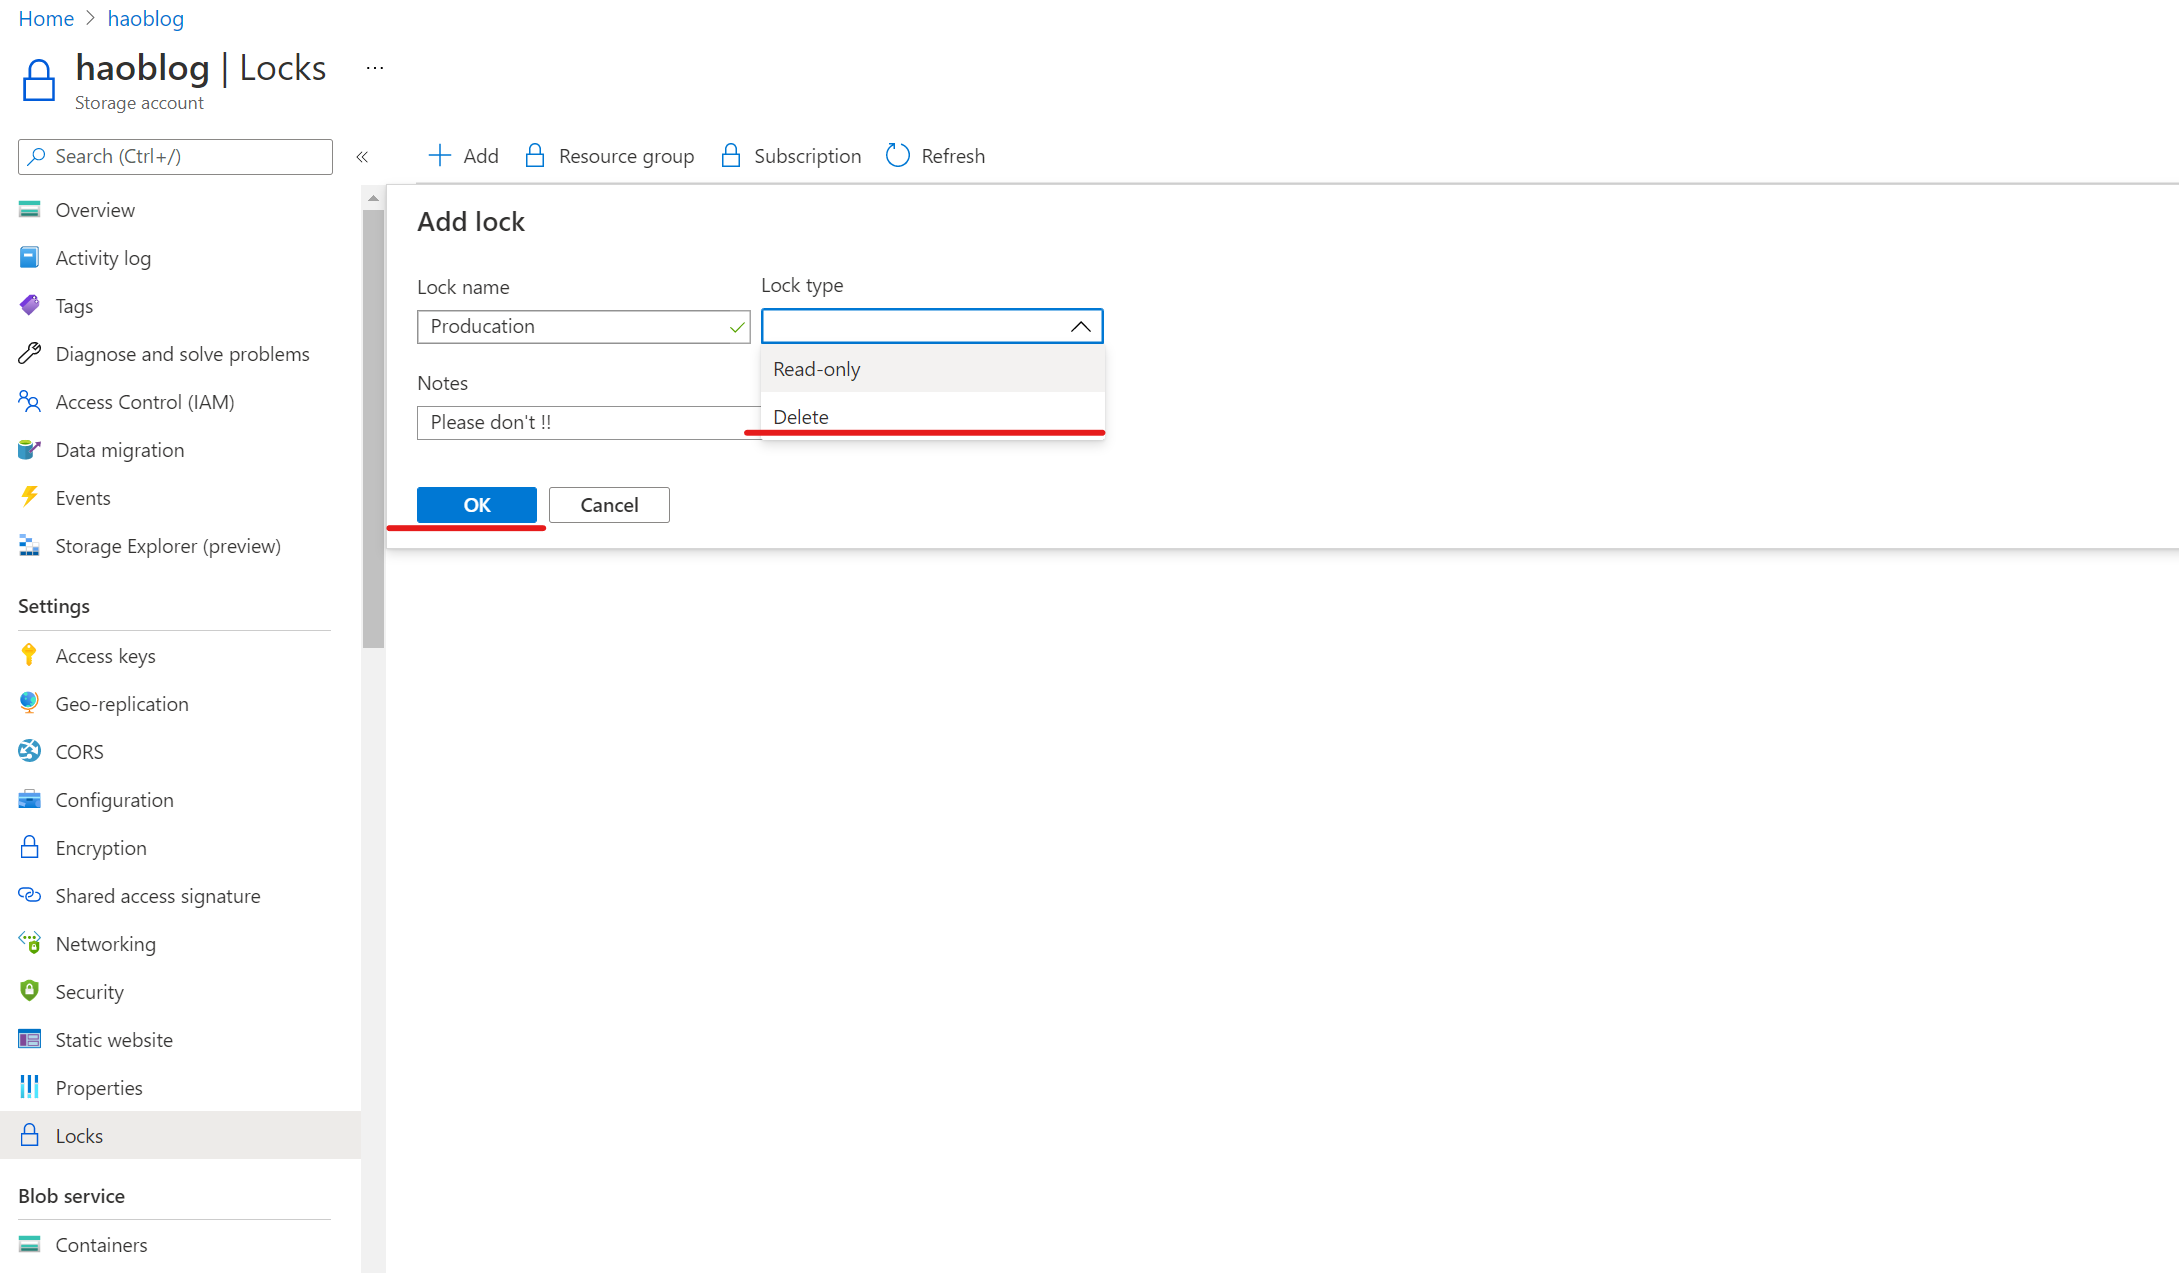 Home > haoblog
haoblog | Locks ...
Storage account
Search (Ctrl+/) «
Add Resource group Subscription Refresh
Overview
Activity log
Tags
Diagnose and solve problems
Access Control (IAM)
Data migration
Events
Storage Explorer (preview)
Settings
Access keys
Geo-replication
CORS
Configuration
Encryption
Shared access signature
Networking
Security
Static website
Properties
Locks
Blob service
Containers
Add lock
Lock name
Producation
Lock type
Read-only
Delete
Notes
Please don't !!
OK Cancel